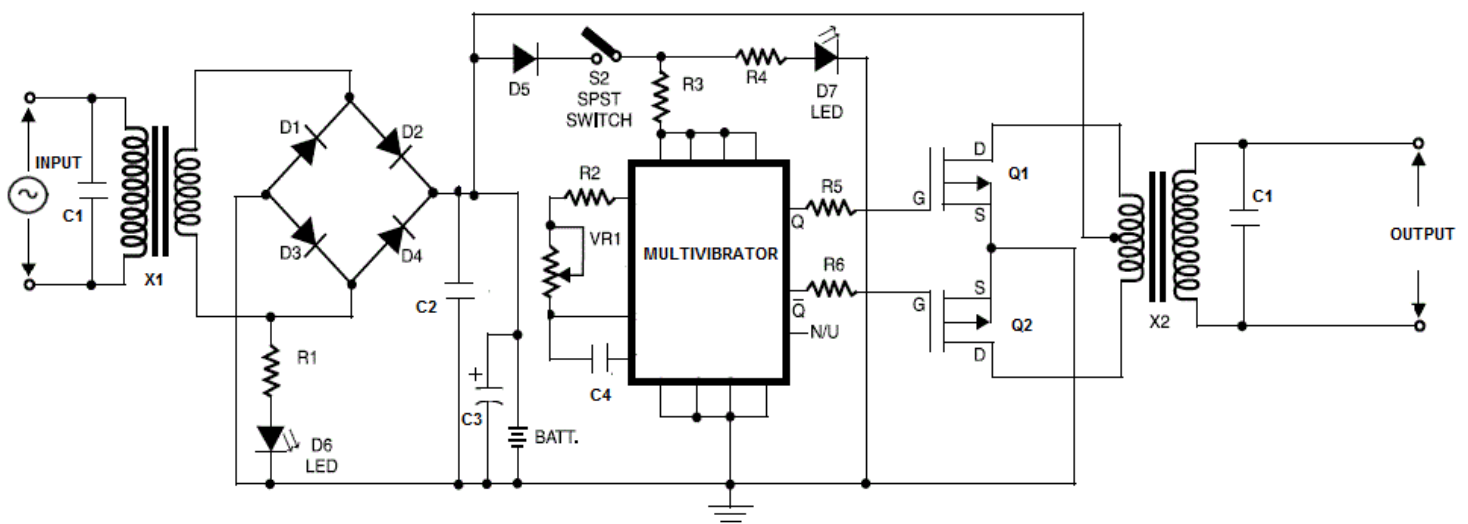 INPUT
C1
X1
D1
D2
D3
D4
R1
D6
LED
C2
C3
+
BATT.
D5
S2
SPST
SWITCH
R3
R4
D7
LED
R2
VR1
C4
MULTIVIBRATOR
Q
Q̅
N/U
R5
R6
G
D
S
Q1
G
S
D
Q2
X2
C1
OUTPUT